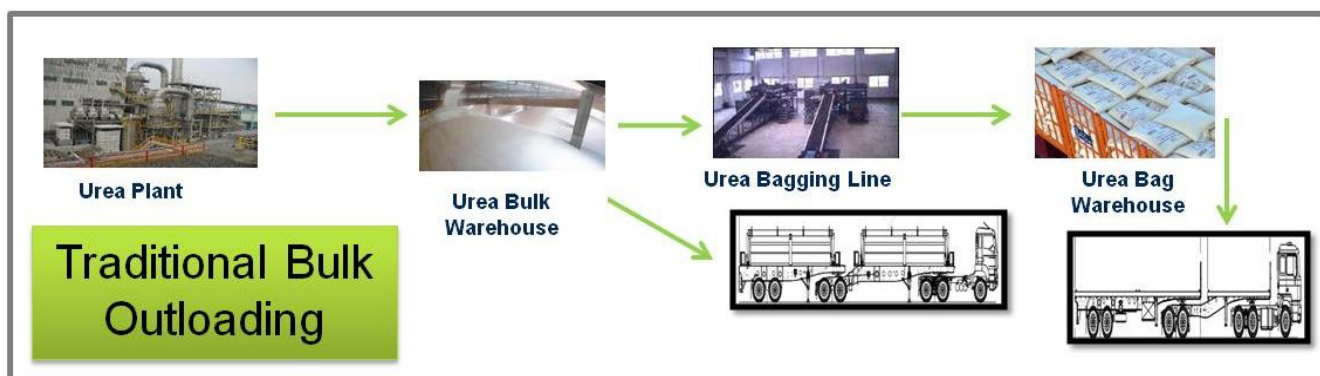 Urea Plant
Urea Bulk
Warehouse
Urea Bagging Line
Urea Bag
Warehouse
Traditional Bulk
Outloading